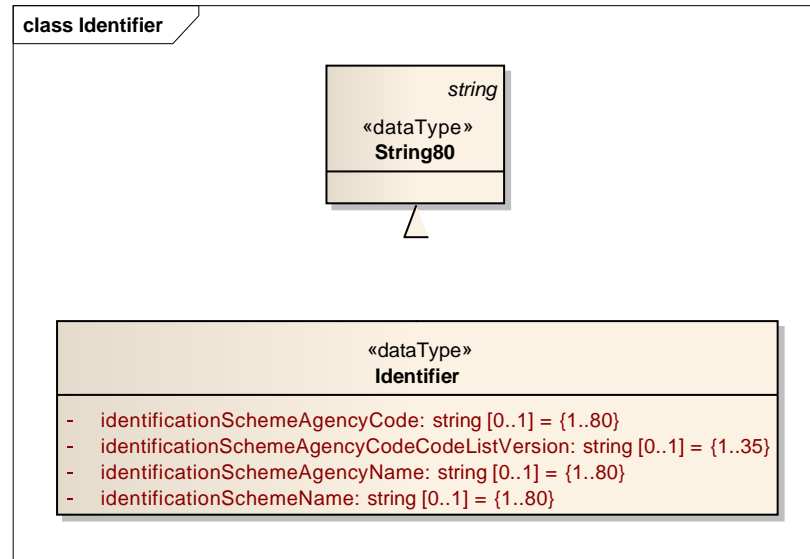 class Identifier
string
«dataType»
String80
«dataType»
Identifier
- identificationSchemeAgencyCode: string [0..1] = {1..80}
- identificationSchemeAgencyCodeCodeListVersion: string [0..1] = {1..35}
- identificationSchemeAgencyName: string [0..1] = {1..80}
- identificationSchemeName: string [0..1] = {1..80}